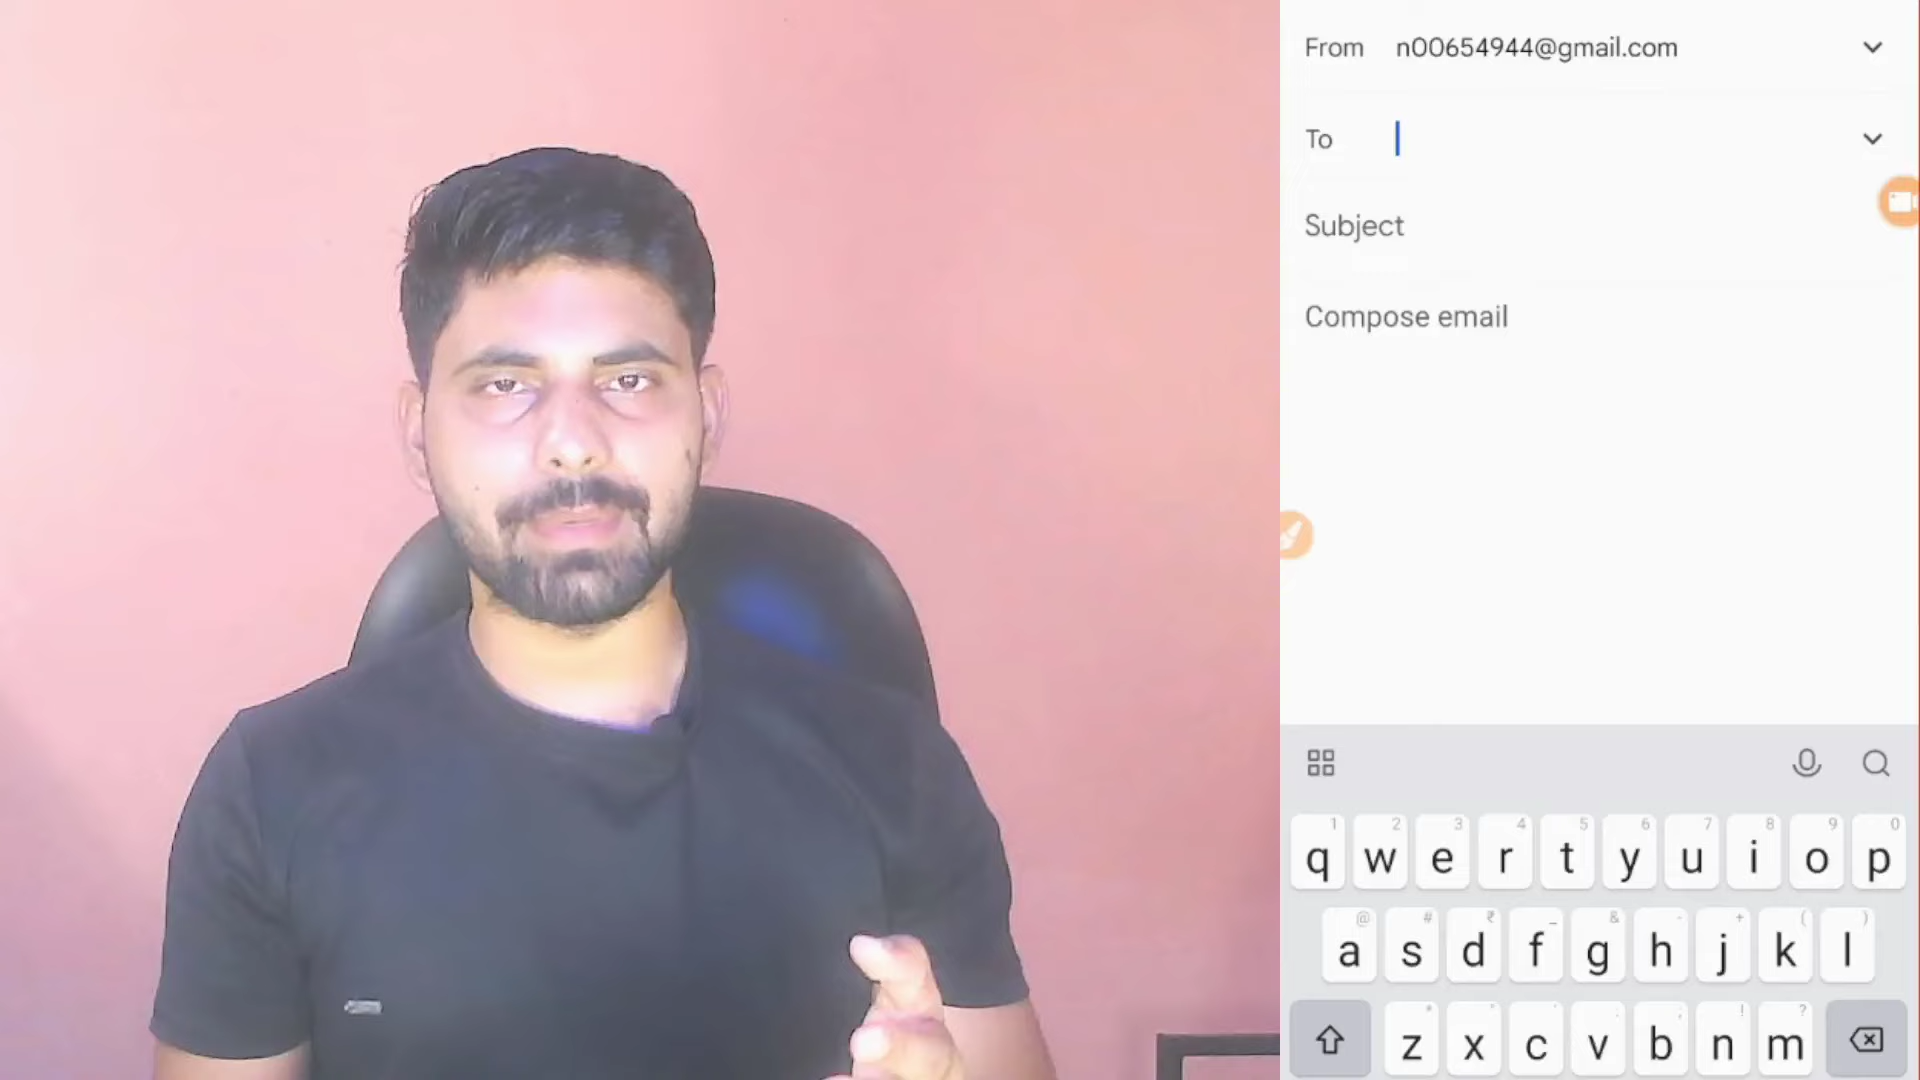 From n00654944@gmail.com
To
Subject
Compose email
1 2 3 4 5 6 7 8 9 0
q w e r t y u i o p
@ # ₹ _ & - + ( )
a s d f g h j k l
! ?
z x c v b n m